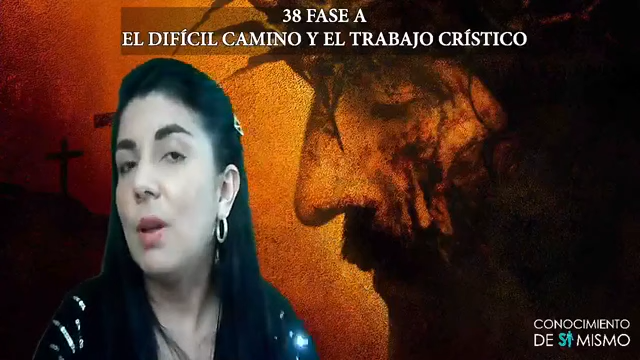 38 FASE A
EL DIFÍCIL CAMINO Y EL TRABAJO CRÍSTICO
CONOCIMIENTO
DE SÍ MISMO